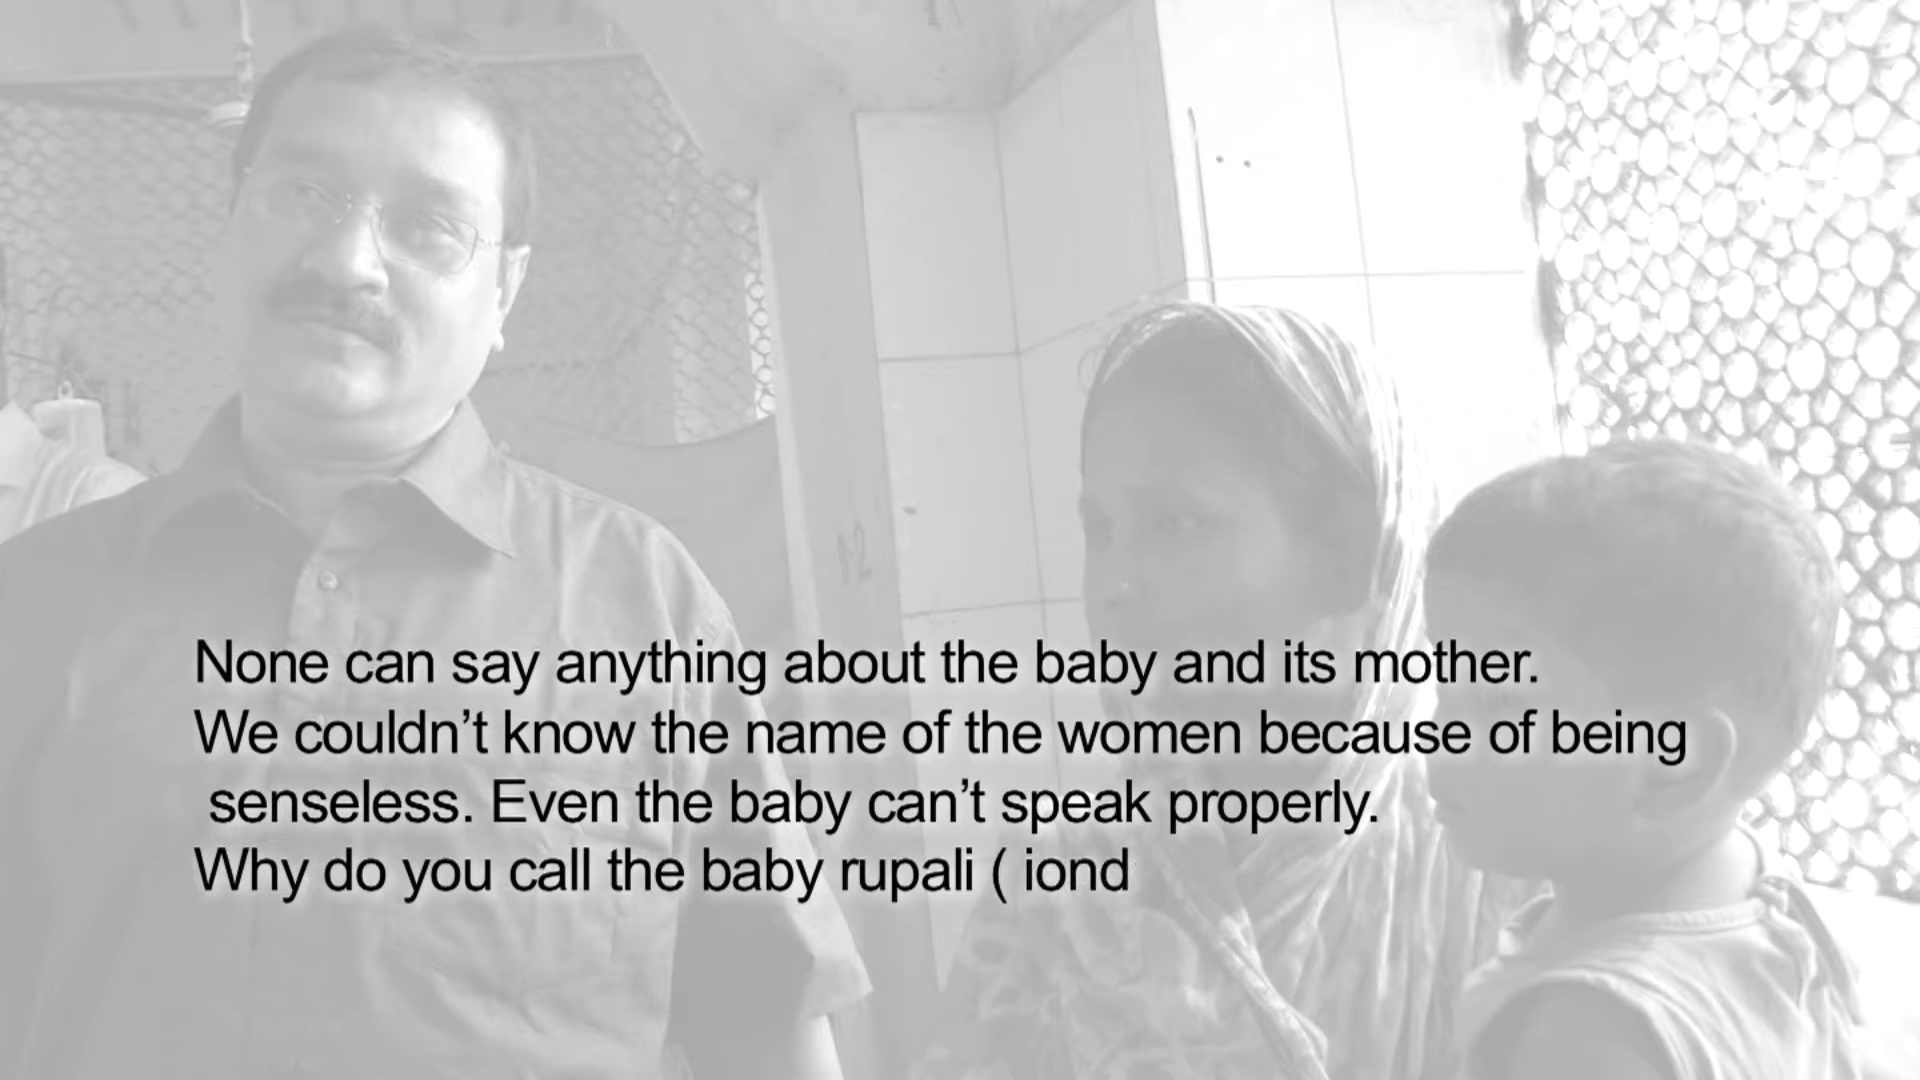 None can say anything about the baby and its mother.
We couldn't know the name of the women because of being
senseless. Even the baby can't speak properly.
Why do you call the baby rupali ( iond